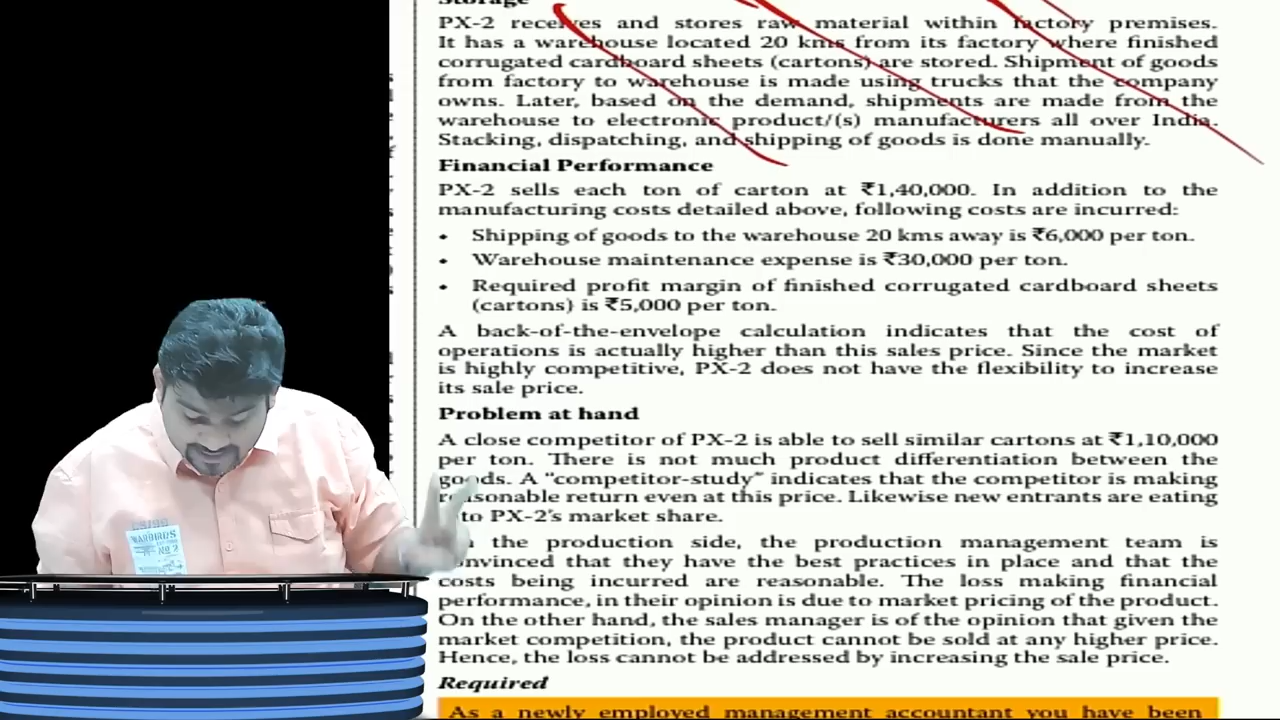 Storage
PX-2 receives and stores raw material within factory premises.
It has a warehouse located 20 kms from its factory where finished
corrugated cardboard sheets (cartons) are stored. Shipment of goods
from factory to warehouse is made using trucks that the company
owns. Later, based on the demand, shipments are made from the
warehouse to electronic product/(s) manufacturers all over India.
Stacking, dispatching, and shipping of goods is done manually.
Financial Performance
PX-2 sells each ton of carton at ₹1,40,000. In addition to the
manufacturing costs detailed above, following costs are incurred:
• Shipping of goods to the warehouse 20 kms away is ₹6,000 per ton.
• Warehouse maintenance expense is ₹30,000 per ton.
• Required profit margin of finished corrugated cardboard sheets
(cartons) is ₹5,000 per ton.
A back-of-the-envelope calculation indicates that the cost of
operations is actually higher than this sales price. Since the market
is highly competitive, PX-2 does not have the flexibility to increase
its sale price.
Problem at hand
A close competitor of PX-2 is able to sell similar cartons at ₹1,10,000
per ton. There is not much product differentiation between the
goods. A “competitor-study” indicates that the competitor is making
reasonable return even at this price. Likewise new entrants are eating
to PX-2’s market share.
the production side, the production management team is
onvinced that they have the best practices in place and that the
costs being incurred are reasonable. The loss making financial
performance, in their opinion is due to market pricing of the product.
On the other hand, the sales manager is of the opinion that given the
market competition, the product cannot be sold at any higher price.
Hence, the loss cannot be addressed by increasing the sale price.
Required
As a newly employed management accountant you have been